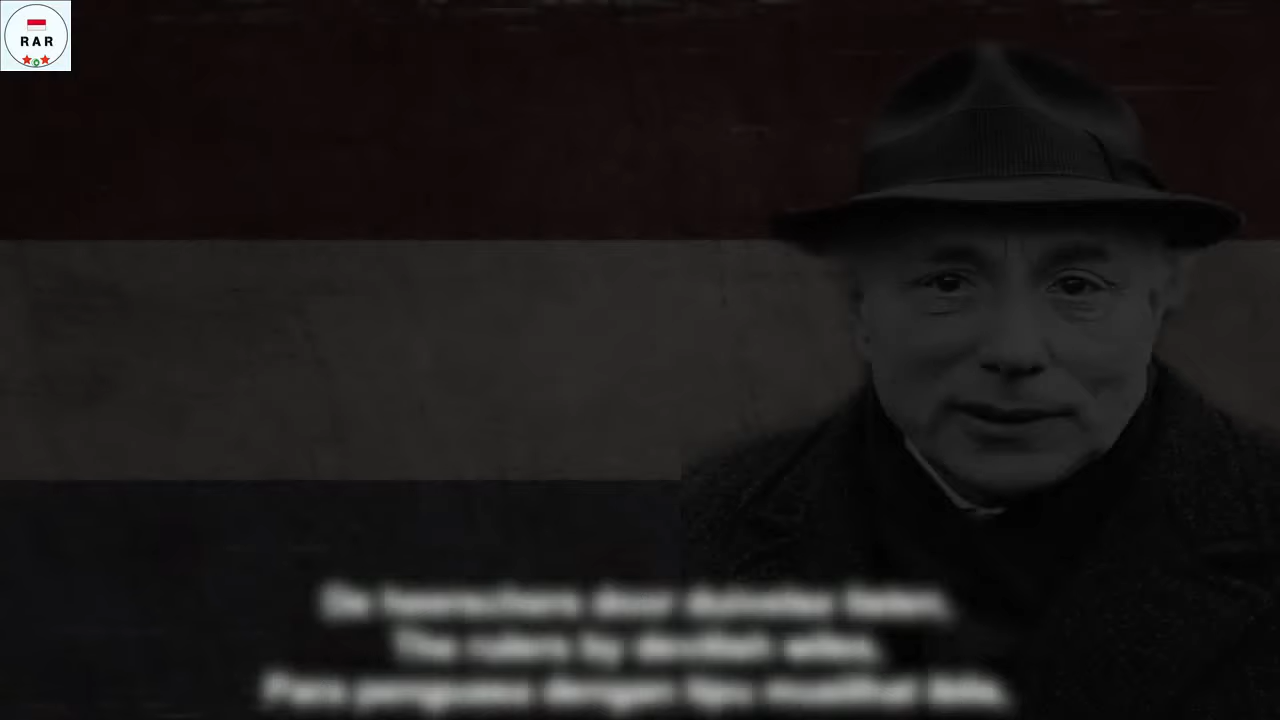 RAR
De heerschers door duivelse listen,
The rulers by devilish wiles,
Para penguasa dengan tipu muslihat iblis,